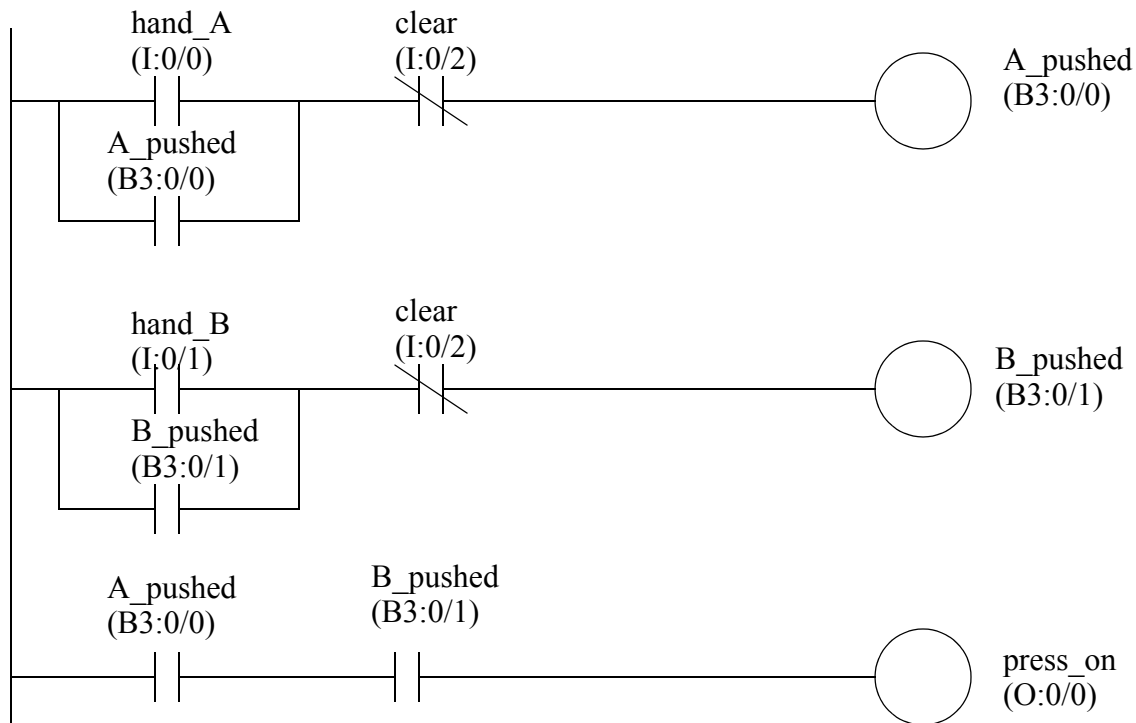 hand_A
(I:0/0)
clear
(I:0/2)
A_pushed
(B3:0/0)
A_pushed
(B3:0/0)
hand_B
(I:0/1)
clear
(I:0/2)
B_pushed
(B3:0/1)
B_pushed
(B3:0/1)
A_pushed
(B3:0/0)
B_pushed
(B3:0/1)
press_on
(O:0/0)